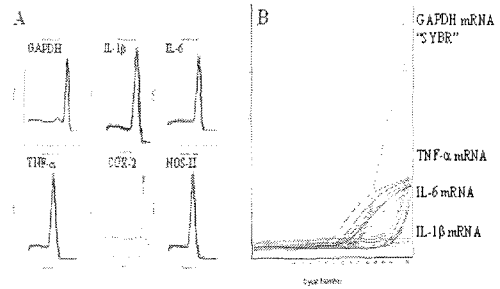 A
B
GAPDH
IL-1β
IL-6
TNF-α
COX-2
NOS-II
GAPDH mRNA
"SYBR"
TNF-α mRNA
IL-6 mRNA
IL-1β mRNA